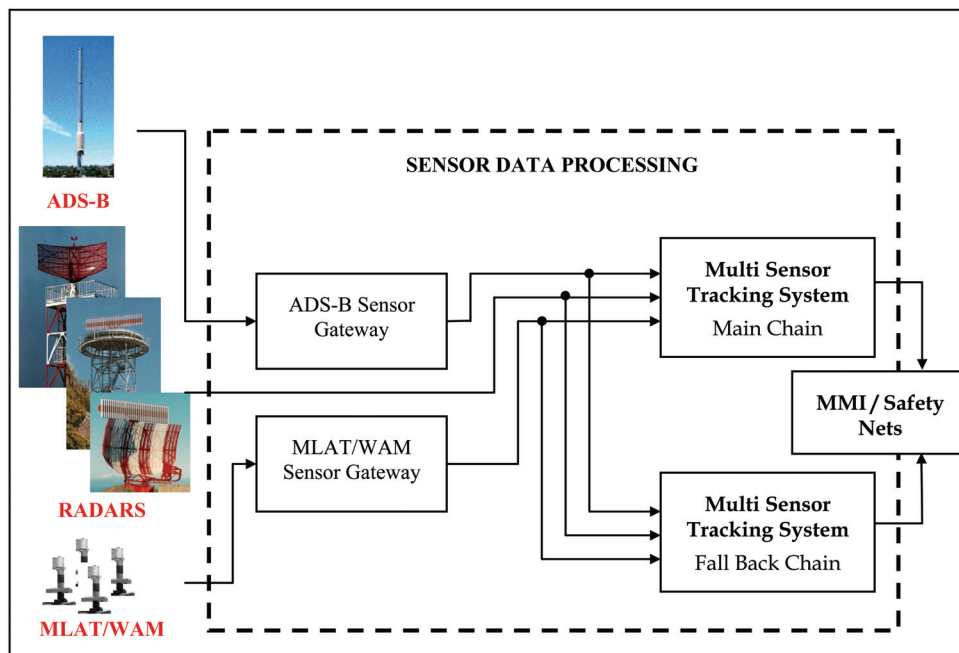 SENSOR DATA PROCESSING
ADS-B
ADS-B Sensor
Gateway
Multi Sensor
Tracking System
Main Chain
MMI / Safety
Nets
MLAT/WAM
Sensor Gateway
RADARS
Multi Sensor
Tracking System
Fall Back Chain
MLAT/WAM